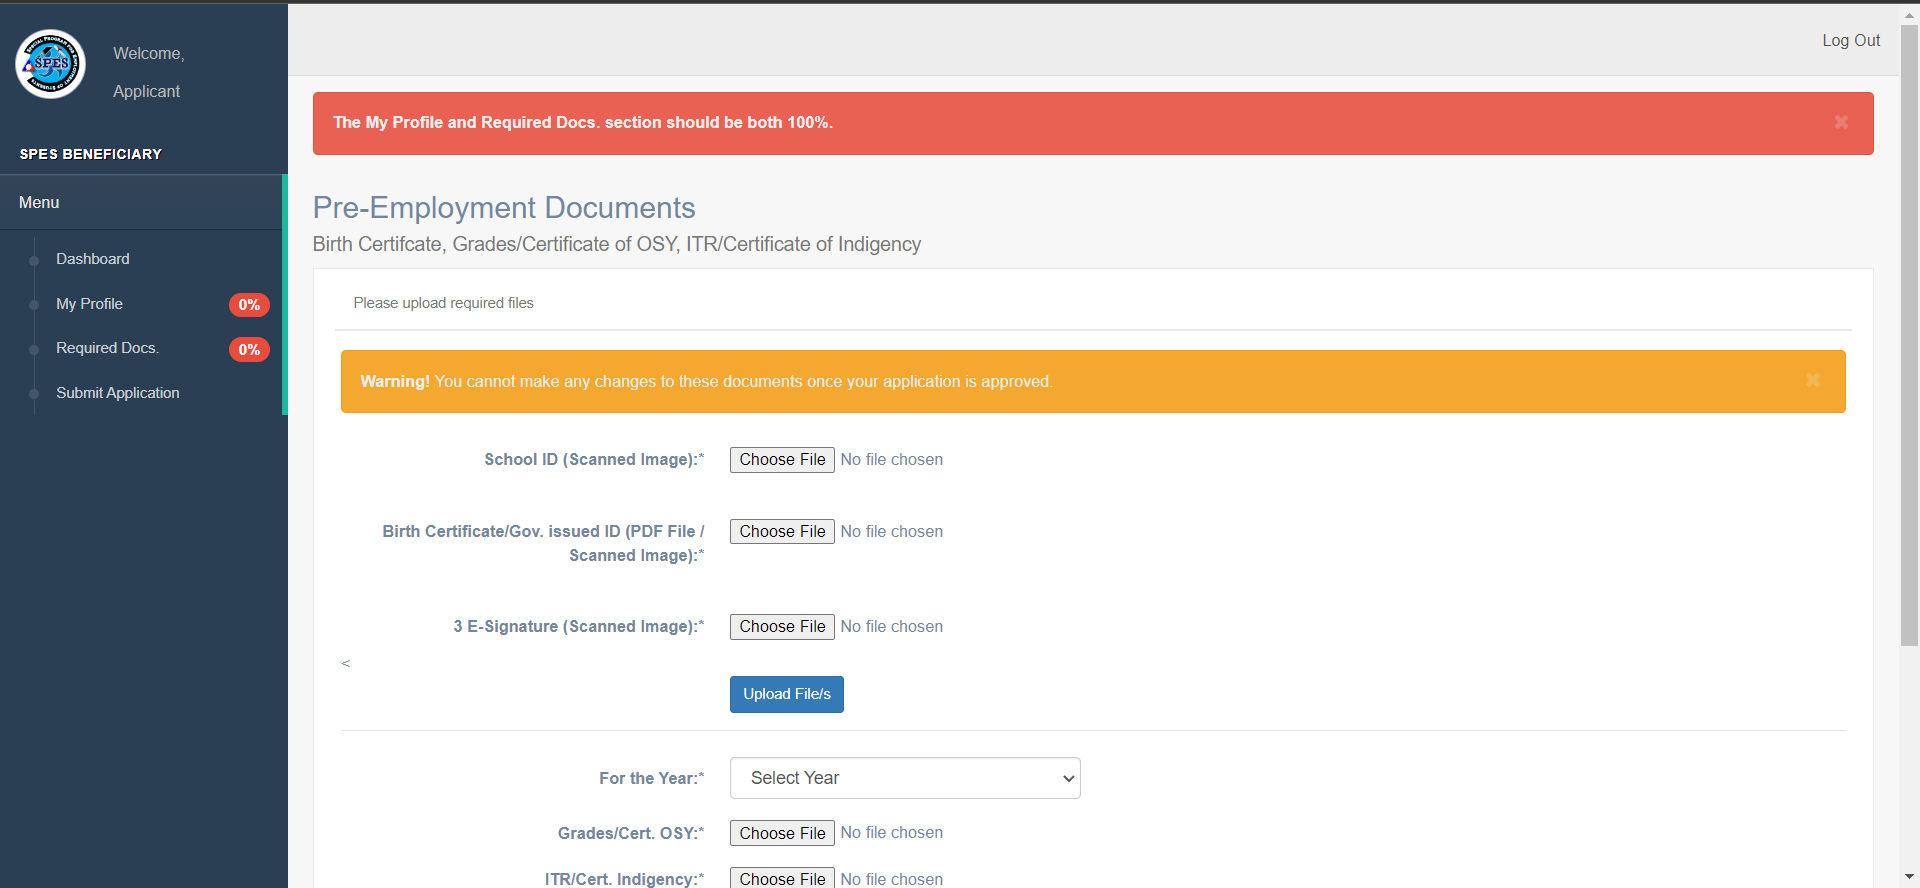 SPECIAL PROGRAM FOR EMPLOYMENT OF STUDENTS
SPES
Welcome,
Applicant
SPES BENEFICIARY
Menu
Dashboard
My Profile 0%
Required Docs. 0%
Submit Application
Log Out
The My Profile and Required Docs. section should be both 100%. ×
Pre-Employment Documents
Birth Certifcate, Grades/Certificate of OSY, ITR/Certificate of Indigency
Please upload required files
Warning! You cannot make any changes to these documents once your application is approved. ×
School ID (Scanned Image):* Choose File No file chosen
Birth Certificate/Gov. issued ID (PDF File / Choose File No file chosen
Scanned Image):*
3 E-Signature (Scanned Image):* Choose File No file chosen
<
Upload File/s
For the Year:* Select Year
Grades/Cert. OSY:* Choose File No file chosen
ITR/Cert. Indigency:* Choose File No file chosen